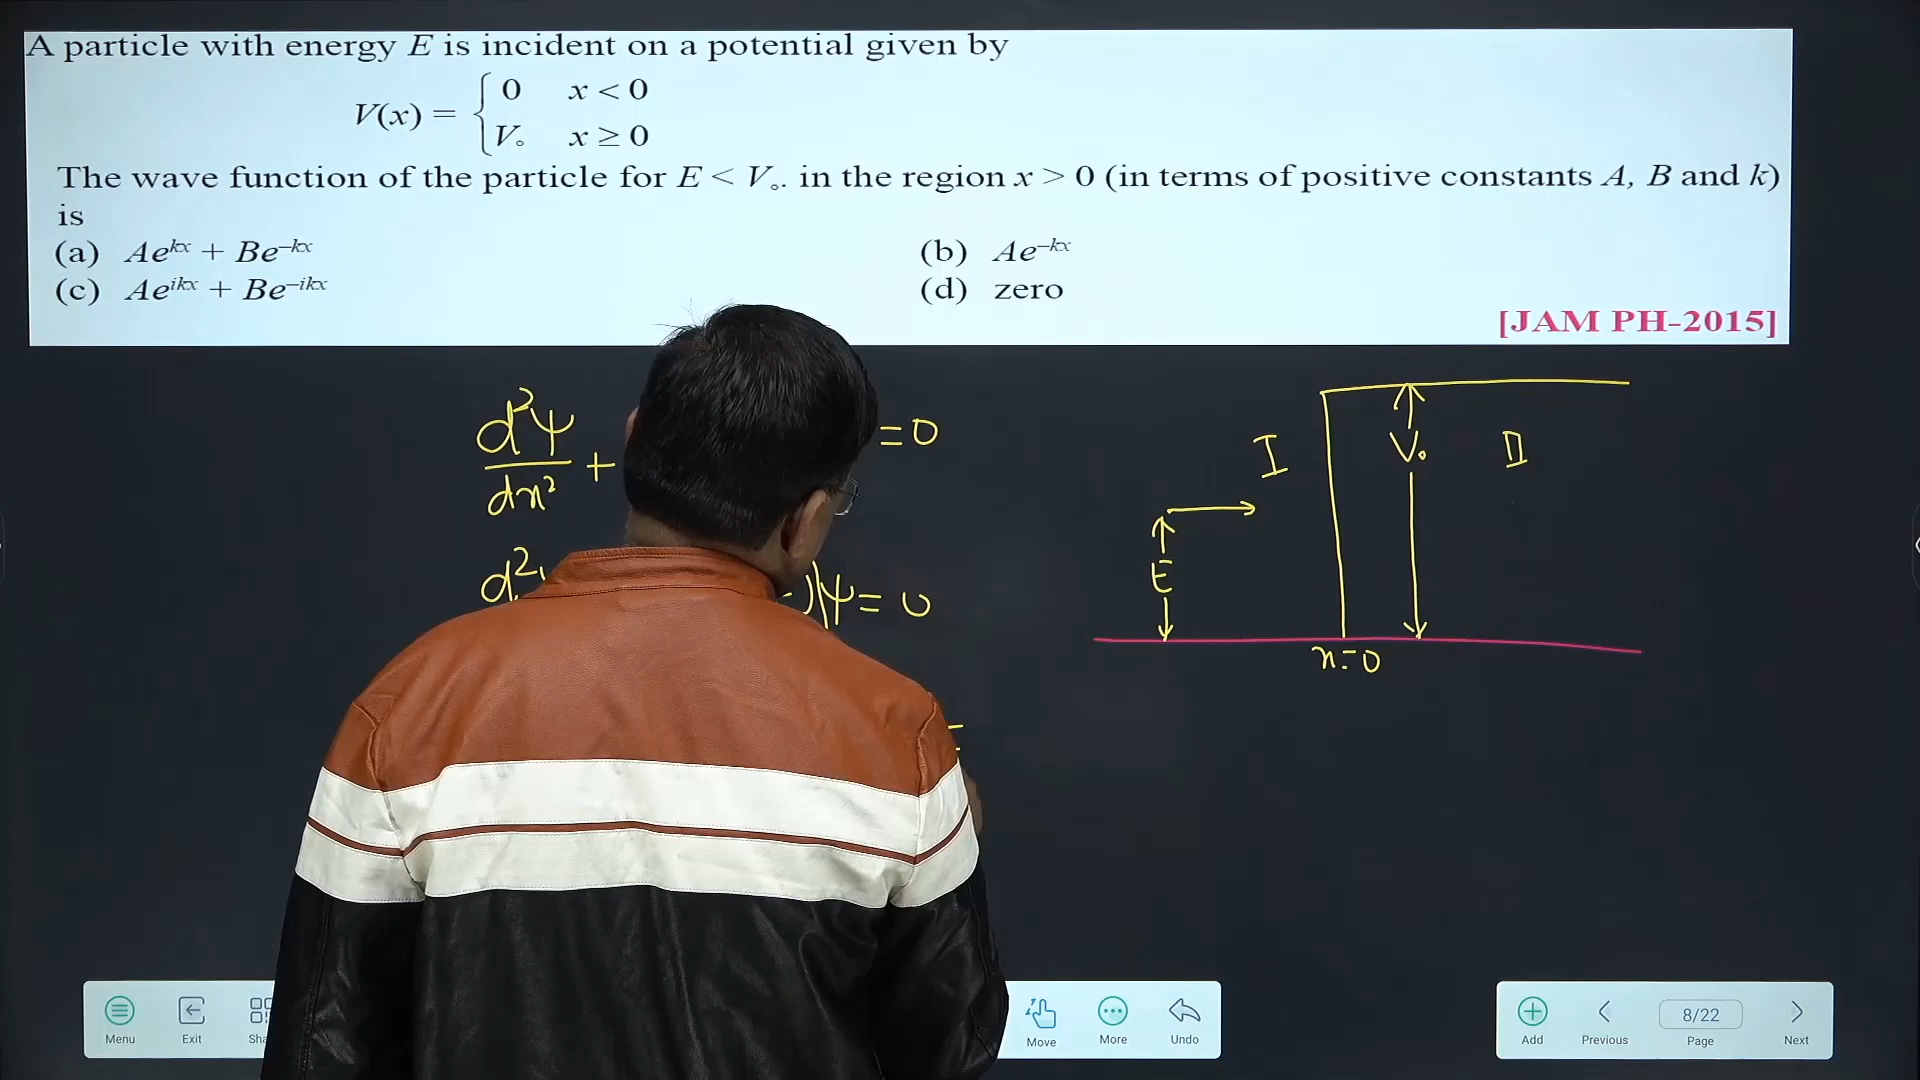 A particle with energy E is incident on a potential given by
V(x) = { 0 x < 0
V∘ x ≥ 0
The wave function of the particle for E < V∘. in the region x > 0 (in terms of positive constants A, B and k)
is
(a) Ae^{kx} + Be^{–kx} (b) Ae^{–kx}
(c) Ae^{ikx} + Be^{–ikx} (d) zero
[JAM PH-2015]
d²ψ/dx² + =0
d² )ψ = 0
I V₀ II
E
x=0
Menu Exit Move More Undo
Add Previous 8/22 Page Next